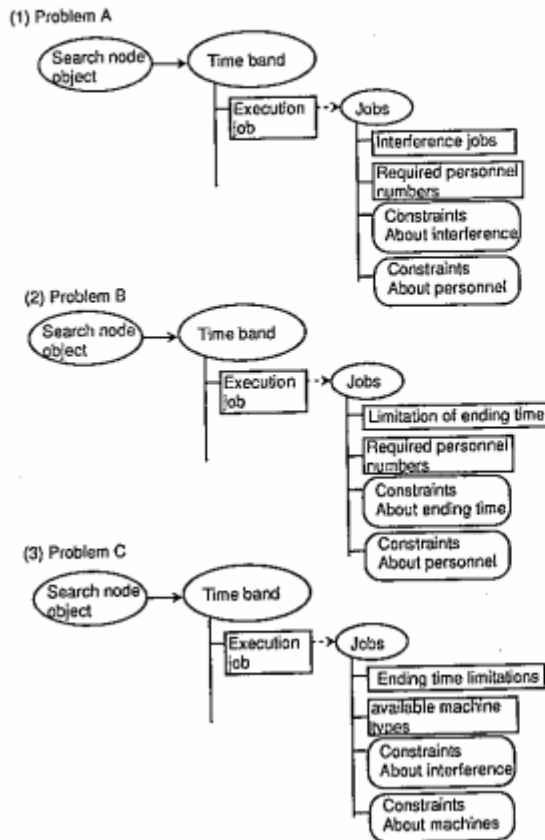 (1) Problem A
Search node
object
Time band
Execution
job
Jobs
Interference jobs
Required personnel
numbers
Constraints
About interference
Constraints
About personnel
(2) Problem B
Search node
object
Time band
Execution
job
Jobs
Limitation of ending time
Required personnel
numbers
Constraints
About ending time
Constraints
About personnel
(3) Problem C
Search node
object
Time band
Execution
job
Jobs
Ending time limitations
available machine
types
Constraints
About interference
Constraints
About machines